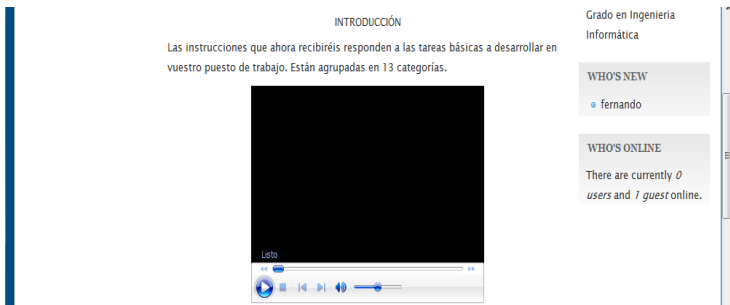 INTRODUCCIÓN
Las instrucciones que ahora recibiréis responden a las tareas básicas a desarrollar en
vuestro puesto de trabajo. Están agrupadas en 13 categorías.
Listo
Grado en Ingenieria
Informática
WHO'S NEW
fernando
WHO'S ONLINE
There are currently 0
users and 1 guest online.